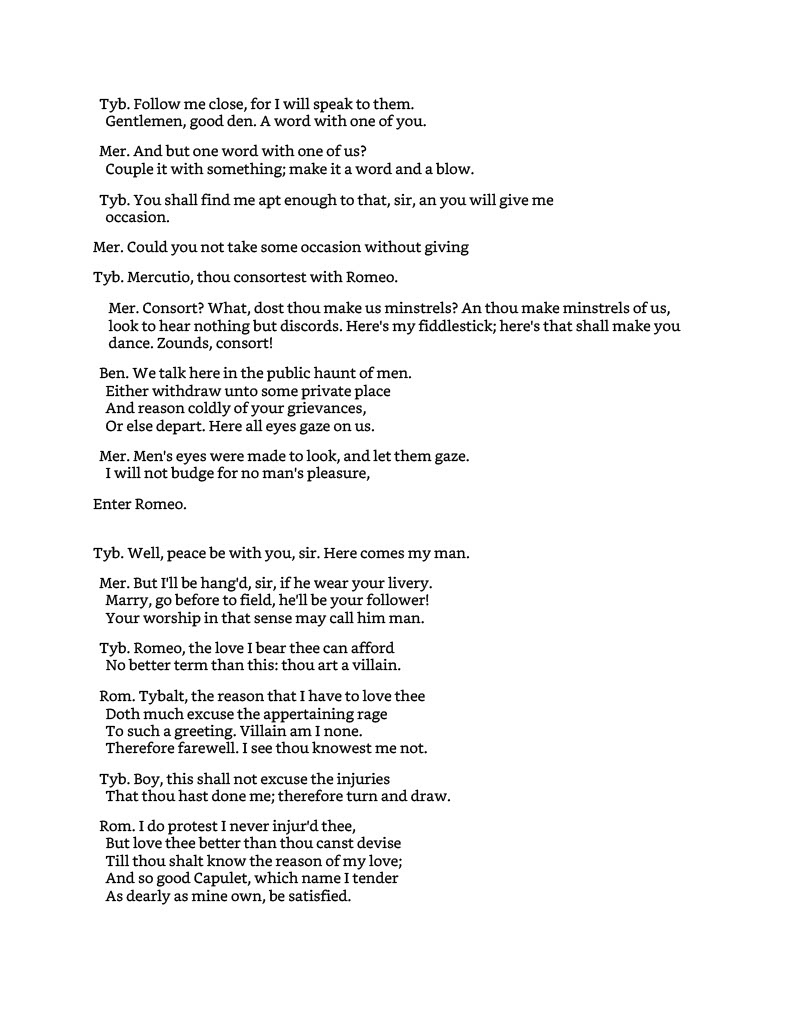 Tyb. Follow me close, for I will speak to them.
Gentlemen, good den. A word with one of you.
Mer. And but one word with one of us?
Couple it with something; make it a word and a blow.
Tyb. You shall find me apt enough to that, sir, an you will give me
occasion.
Mer. Could you not take some occasion without giving
Tyb. Mercutio, thou consortest with Romeo.
Mer. Consort? What, dost thou make us minstrels? An thou make minstrels of us,
look to hear nothing but discords. Here's my fiddlestick; here's that shall make you
dance. Zounds, consort!
Ben. We talk here in the public haunt of men.
Either withdraw unto some private place
And reason coldly of your grievances,
Or else depart. Here all eyes gaze on us.
Mer. Men's eyes were made to look, and let them gaze.
I will not budge for no man's pleasure,
Enter Romeo.
Tyb. Well, peace be with you, sir. Here comes my man.
Mer. But I'll be hang'd, sir, if he wear your livery.
Marry, go before to field, he'll be your follower!
Your worship in that sense may call him man.
Tyb. Romeo, the love I bear thee can afford
No better term than this: thou art a villain.
Rom. Tybalt, the reason that I have to love thee
Doth much excuse the appertaining rage
To such a greeting. Villain am I none.
Therefore farewell. I see thou knowest me not.
Tyb. Boy, this shall not excuse the injuries
That thou hast done me; therefore turn and draw.
Rom. I do protest I never injur'd thee,
But love thee better than thou canst devise
Till thou shalt know the reason of my love;
And so good Capulet, which name I tender
As dearly as mine own, be satisfied.